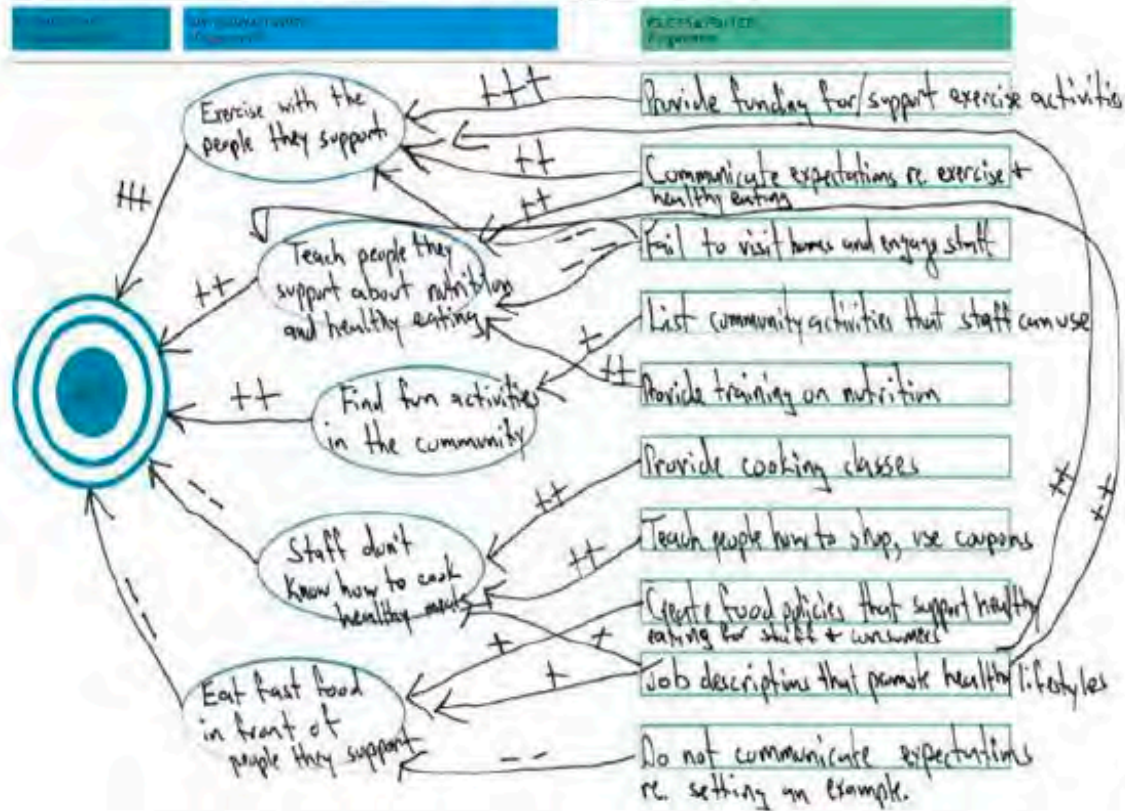 Exercise with the
people they support
Teach people they
support about nutrition
and healthy eating
Find fun activities
in the community
Staff don't
know how to cook
healthy meals
Eat fast food
in front of
people they support
Provide funding for/support exercise activities
Communicate expectations re. exercise +
healthy eating
Fail to visit homes and engage staff
List community activities that staff can use
Provide training on nutrition
Provide cooking classes
Teach people how to shop, use coupons
Create food policies that support healthy
eating for staff + consumers
Job descriptions that promote healthy lifestyles
Do not communicate expectations
re. setting an example.
+++
++
++
+++
++
++
--
--
+
++
++
++
--
--
+
+
+
--
++
++